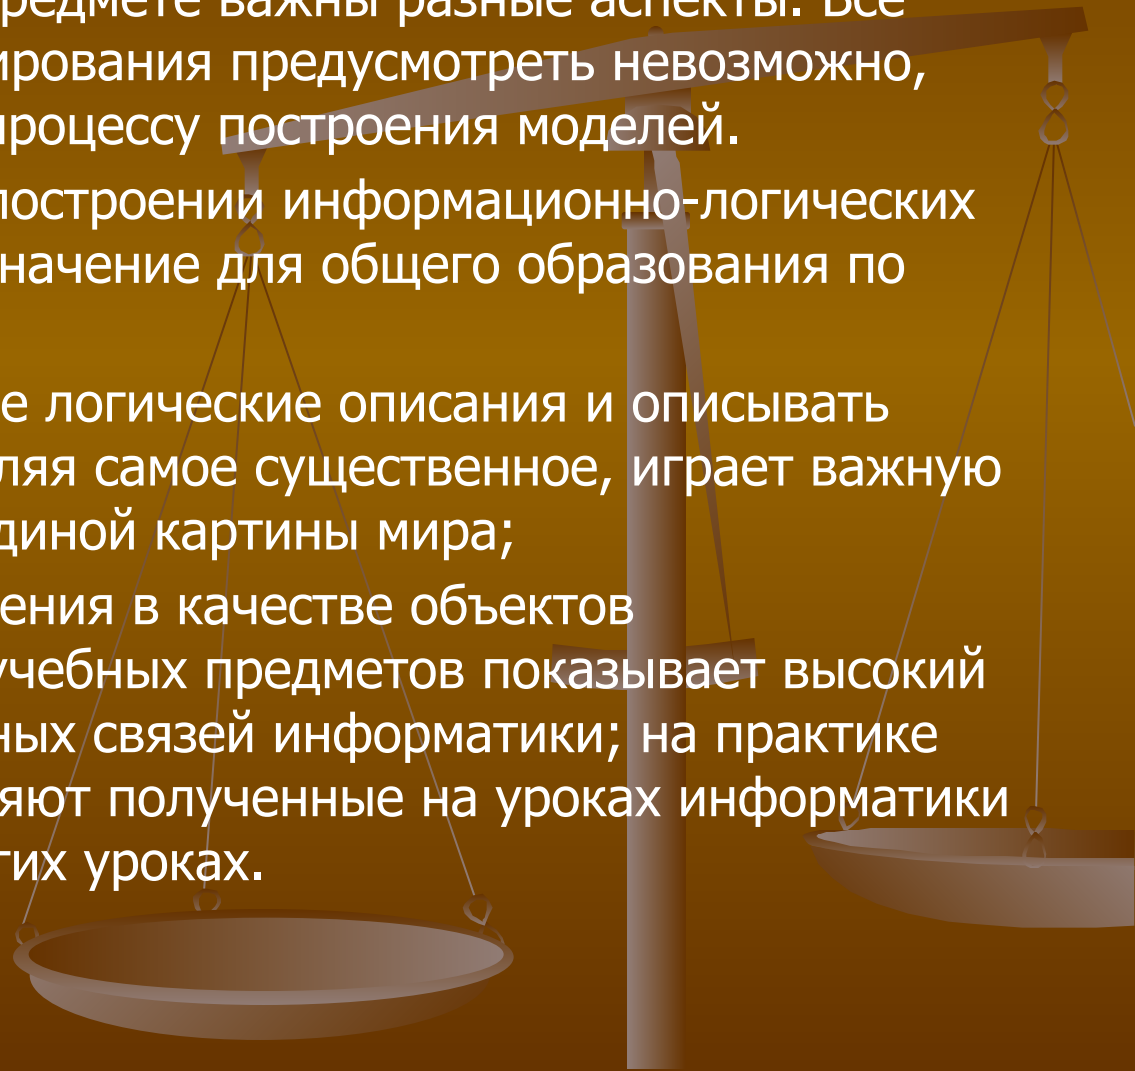 редмете важны разные аспекты. Все
ирования предусмотреть невозможно,
процессу построения моделей.
построении информационно-логических
начение для общего образования по
е логические описания и описывать
ляя самое существенное, играет важную
диной картины мира;
ения в качестве объектов
учебных предметов показывает высокий
ных связей информатики; на практике
яют полученные на уроках информатики
гих уроках.